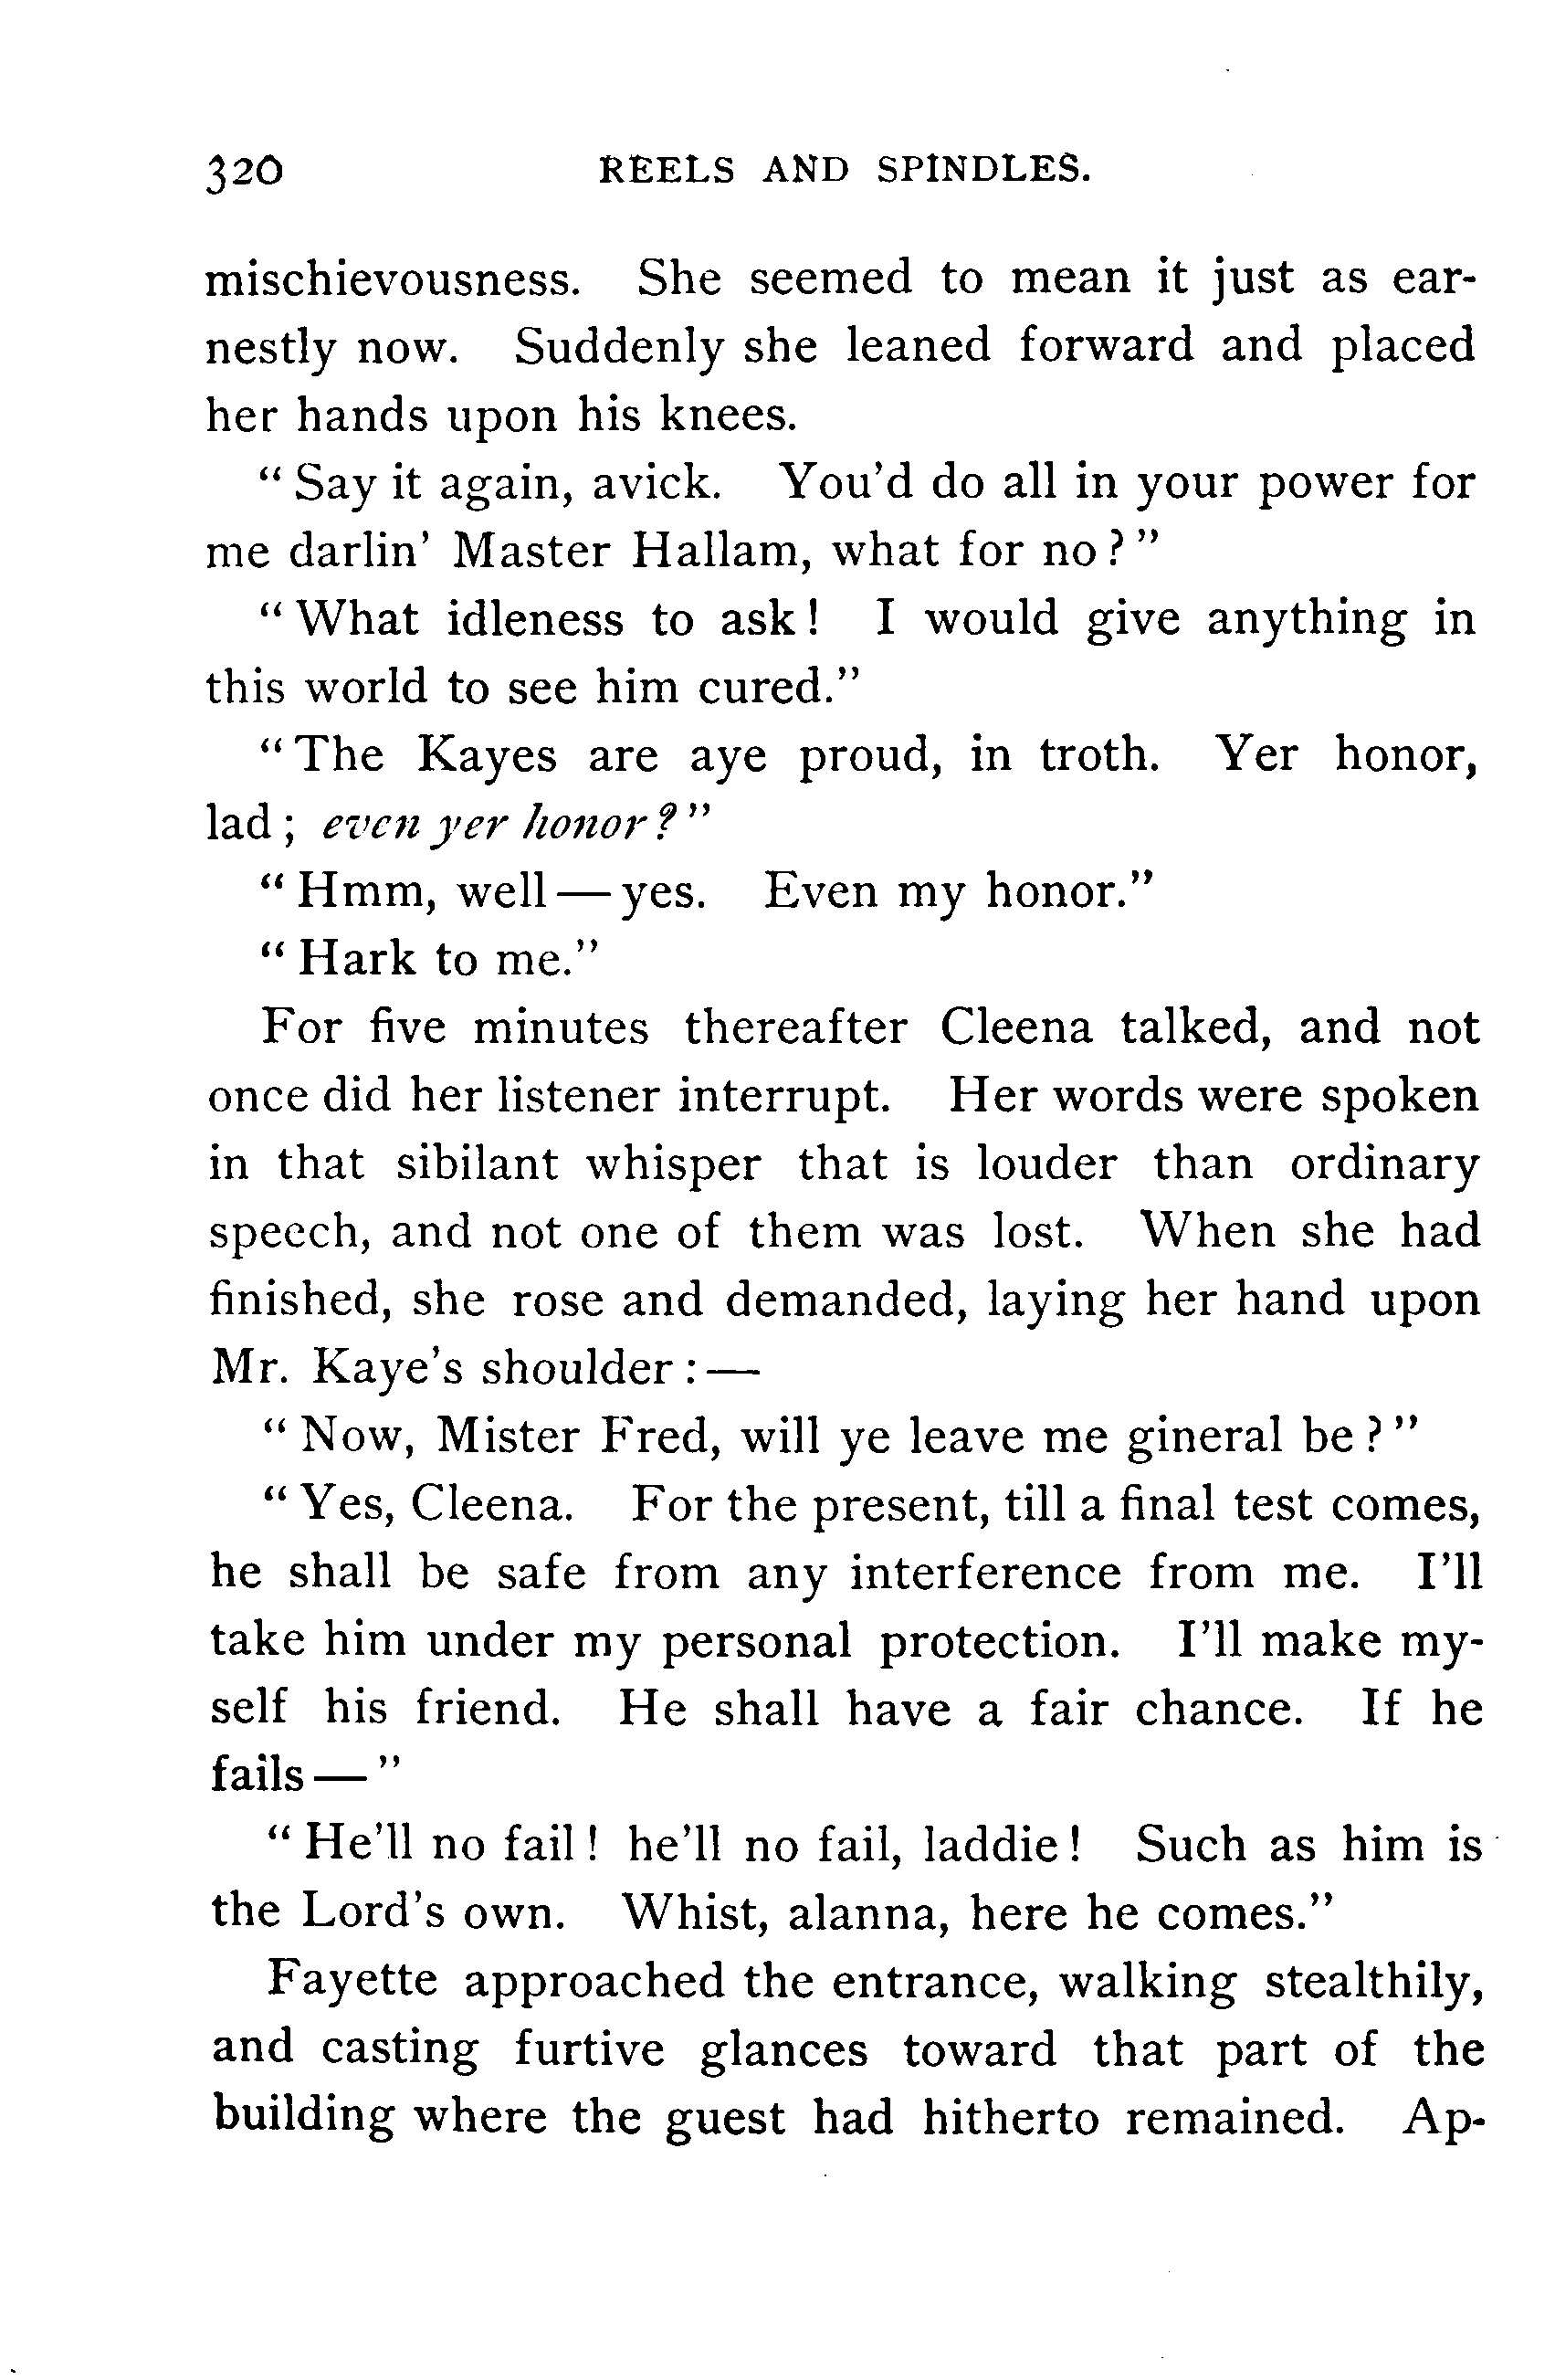 320 REELS AND SPINDLES.
mischievousness. She seemed to mean it just as ear-
nestly now. Suddenly she leaned forward and placed
her hands upon his knees.
“Say it again, avick. You’d do all in your power for
me darlin’ Master Hallam, what for no?”
“What idleness to ask! I would give anything in
this world to see him cured.”
“The Kayes are aye proud, in troth. Yer honor,
lad; even yer honor?”
“Hmm, well—yes. Even my honor.”
“Hark to me.”
For five minutes thereafter Cleena talked, and not
once did her listener interrupt. Her words were spoken
in that sibilant whisper that is louder than ordinary
speech, and not one of them was lost. When she had
finished, she rose and demanded, laying her hand upon
Mr. Kaye’s shoulder:—
“Now, Mister Fred, will ye leave me gineral be?”
“Yes, Cleena. For the present, till a final test comes,
he shall be safe from any interference from me. I’ll
take him under my personal protection. I’ll make my-
self his friend. He shall have a fair chance. If he
fails—”
“He’ll no fail! he’ll no fail, laddie! Such as him is
the Lord’s own. Whist, alanna, here he comes.”
Fayette approached the entrance, walking stealthily,
and casting furtive glances toward that part of the
building where the guest had hitherto remained. Ap-